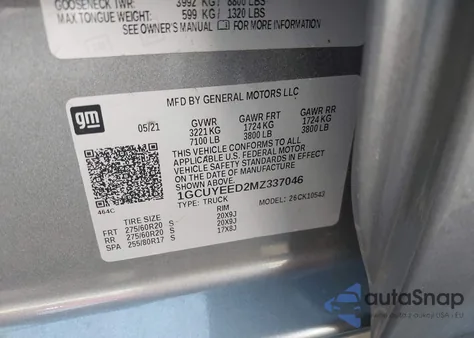 GOOSENECK TWR: 3992 KG / 8800 LBS
MAX.TONGUE WEIGHT: 599 KG / 1320 LBS
SEE OWNER'S MANUAL FOR MORE INFORMATION
gm
MFD BY GENERAL MOTORS LLC
05/21 GVWR GAWR FRT GAWR RR
3221 KG 1724 KG 1724 KG
7100 LB 3800 LB 3800 LB
THIS VEHICLE CONFORMS TO ALL
APPLICABLE U.S. FEDERAL MOTOR
VEHICLE SAFETY STANDARDS IN EFFECT
ON THE DATE OF MANUFACTURE SHOWN ABOVE.
1GCUYEED2MZ337046
464C TYPE: TRUCK MODEL: 26CK10543
TIRE SIZE RIM
FRT 275/60R20 S 20X9J
RR 275/60R20 S 20X9J
SPA 255/80R17 S 17X8J
autoSnap